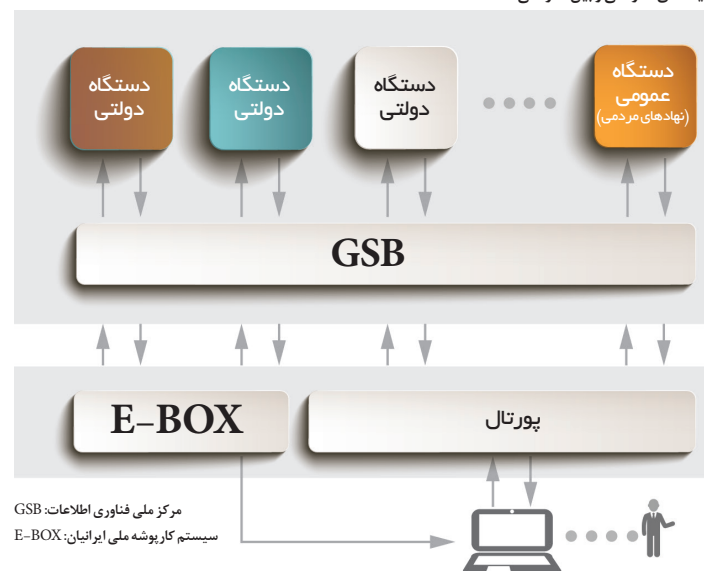 دستگاه
عمومی
(نهادهای مردمی)
دستگاه
دولتی
دستگاه
دولتی
دستگاه
دولتی
GSB
E-BOX
پورتال
مرکز ملی فناوری اطلاعات: GSB
سیستم کارپوشه ملی ایرانیان: E-BOX